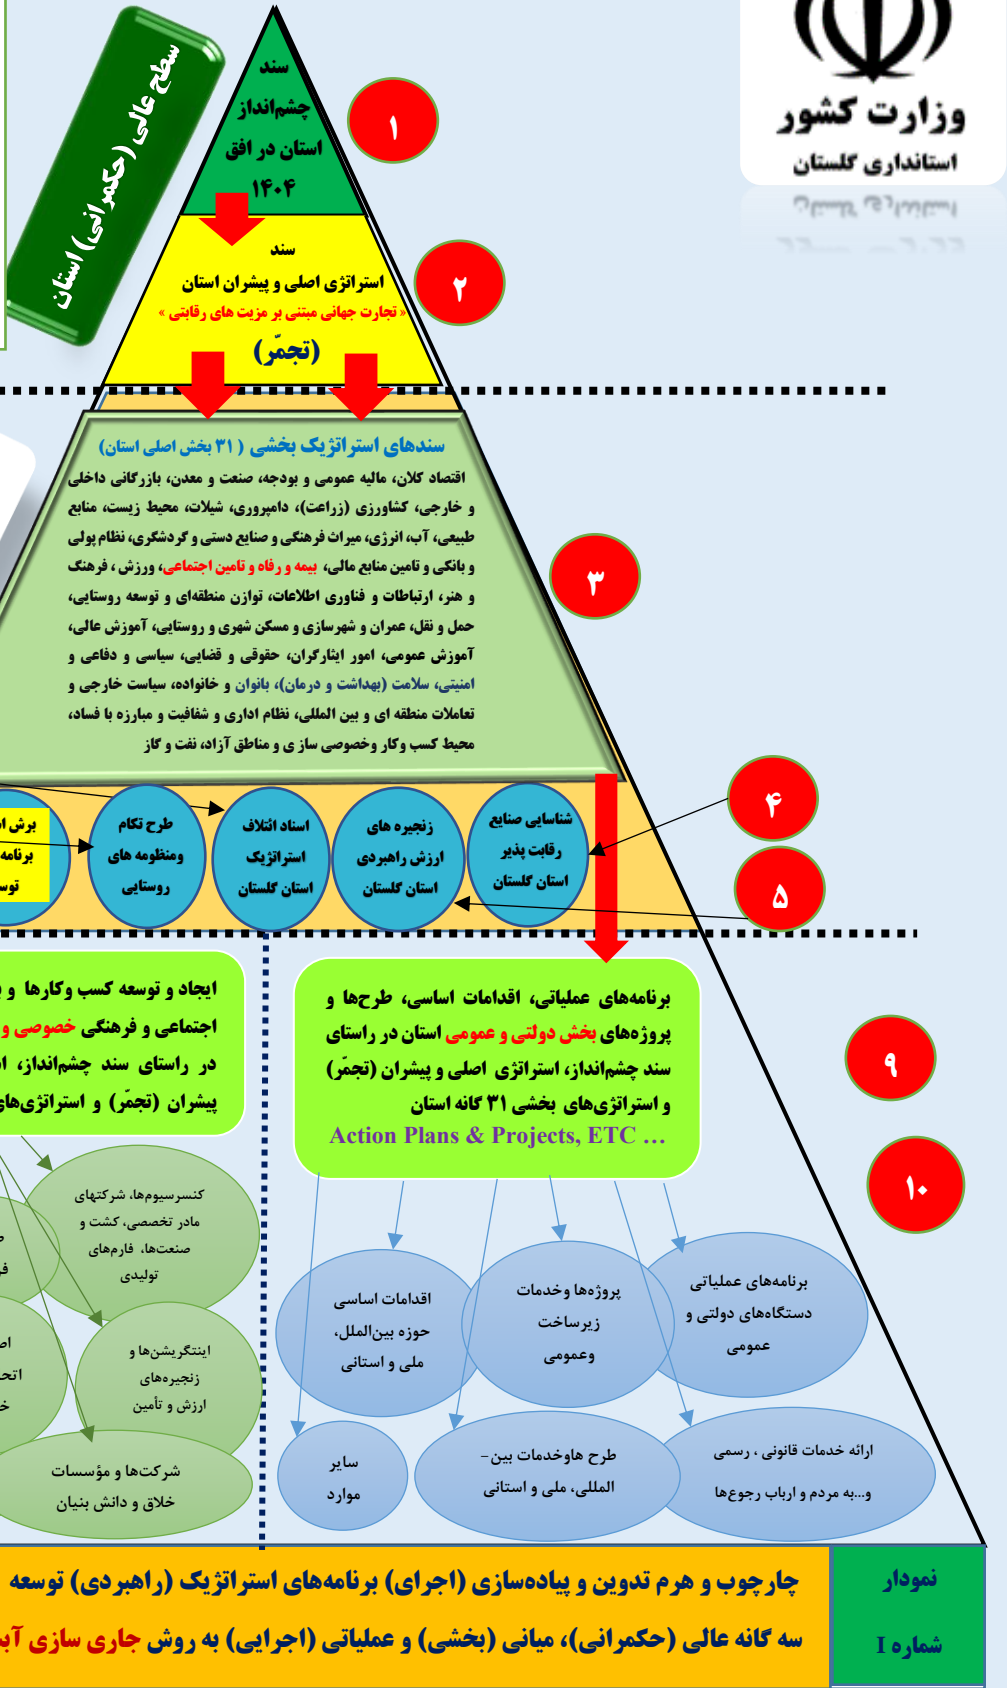 وزارت کشور
استانداری گلستان
سطح عالی (حکمرانی) استان
سند
چشم‌انداز
استان در افق
۱۴۰۴
۱
سند
استراتژی اصلی و پیشران استان
« تجارت جهانی مبتنی بر مزیت های رقابتی »
(تجمّر)
۲
سندهای استراتژیک بخشی ( ۳۱ بخش اصلی استان)
اقتصاد کلان، مالیه عمومی و بودجه، صنعت و معدن، بازرگانی داخلی
و خارجی، کشاورزی (زراعت)، دامپروری، شیلات، محیط زیست، منابع
طبیعی، آب، انرژی، میراث فرهنگی و صنایع دستی و گردشگری، نظام پولی
و بانکی و تامین منابع مالی، بیمه و رفاه و تامین اجتماعی، ورزش ، فرهنگ
و هنر، ارتباطات و فناوری اطلاعات، توازن منطقه‌ای و توسعه روستایی،
حمل و نقل، عمران و شهرسازی و مسکن شهری و روستایی، آموزش عالی،
آموزش عمومی، امور ایثارگران، حقوقی و قضایی، سیاسی و دفاعی و
امنیتی، سلامت (بهداشت و درمان)، بانوان و خانواده، سیاست خارجی و
تعاملات منطقه ای و بین المللی، نظام اداری و شفافیت و مبارزه با فساد،
محیط کسب وکار وخصوصی سازی و مناطق آزاد، نفت و گاز
۳
شناسایی صنایع
رقابت پذیر
استان گلستان
زنجیره های
ارزش راهبردی
استان گلستان
اسناد ائتلاف
استراتژیک
استان گلستان
طرح تکام
ومنظومه های
روستایی
برش ا
برنامه
توس
۴
۵
برنامه‌های عملیاتی، اقدامات اساسی، طرح‌ها و
پروژه‌های بخش دولتی و عمومی استان در راستای
سند چشم‌انداز، استراتژی اصلی و پیشران (تجمّر)
و استراتژی‌های بخشی ۳۱ گانه استان
Action Plans & Projects, ETC …
ایجاد و توسعه کسب وکارها و
اجتماعی و فرهنگی خصوصی و
در راستای سند چشم‌انداز،
پیشران (تجمّر) و استراتژی‌های
۹
۱۰
برنامه‌های عملیاتی
دستگاه‌های دولتی و
عمومی
پروژه‌ها وخدمات
زیرساخت
وعمومی
اقدامات اساسی
حوزه بین‌الملل،
ملی و استانی
ارائه خدمات قانونی ، رسمی
و...به مردم و ارباب رجوع‌ها
طرح هاوخدمات بین-
المللی، ملی و استانی
سایر
موارد
کنسرسیوم‌ها، شرکتهای
مادر تخصصی، کشت و
صنعت‌ها، فارم‌های
تولیدی
اینتگریشن‌ها و
زنجیره‌های
ارزش و تأمین
شرکت‌ها و مؤسسات
خلاق و دانش بنیان
نمودار
شماره I
چارچوب و هرم تدوین و پیاده‌سازی (اجرای) برنامه‌های استراتژیک (راهبردی) توسعه
سه گانه عالی (حکمرانی)، میانی (بخشی) و عملیاتی (اجرایی) به روش جاری سازی آب